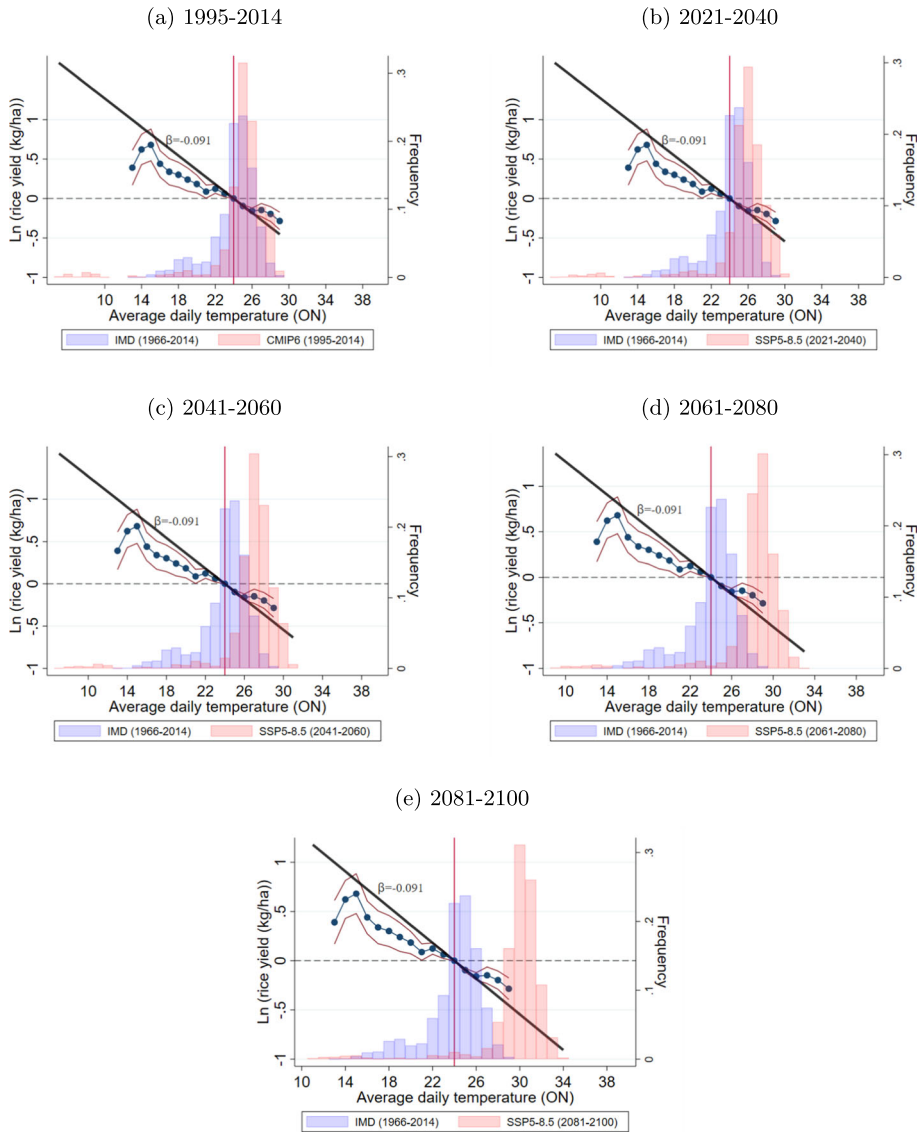 (a) 1995-2014
Ln (rice yield (kg/ha))
1
.5
0
-.5
-1
β=-0.091
.3
.2
.1
0
Frequency
10 14 18 22 26 30 34 38
Average daily temperature (ON)
IMD (1966-2014) CMIP6 (1995-2014)
(b) 2021-2040
Ln (rice yield (kg/ha))
1
.5
0
-.5
-1
β=-0.091
.3
.2
.1
0
Frequency
10 14 18 22 26 30 34 38
Average daily temperature (ON)
IMD (1966-2014) SSP5-8.5 (2021-2040)
(c) 2041-2060
Ln (rice yield (kg/ha))
1
.5
0
-.5
-1
β=-0.091
.3
.2
.1
0
Frequency
10 14 18 22 26 30 34 38
Average daily temperature (ON)
IMD (1966-2014) SSP5-8.5 (2041-2060)
(d) 2061-2080
Ln (rice yield (kg/ha))
1
.5
0
-.5
-1
β=-0.091
.3
.2
.1
0
Frequency
10 14 18 22 26 30 34 38
Average daily temperature (ON)
IMD (1966-2014) SSP5-8.5 (2061-2080)
(e) 2081-2100
Ln (rice yield (kg/ha))
1
.5
0
-.5
-1
β=-0.091
.3
.2
.1
0
Frequency
10 14 18 22 26 30 34 38
Average daily temperature (ON)
IMD (1966-2014) SSP5-8.5 (2081-2100)